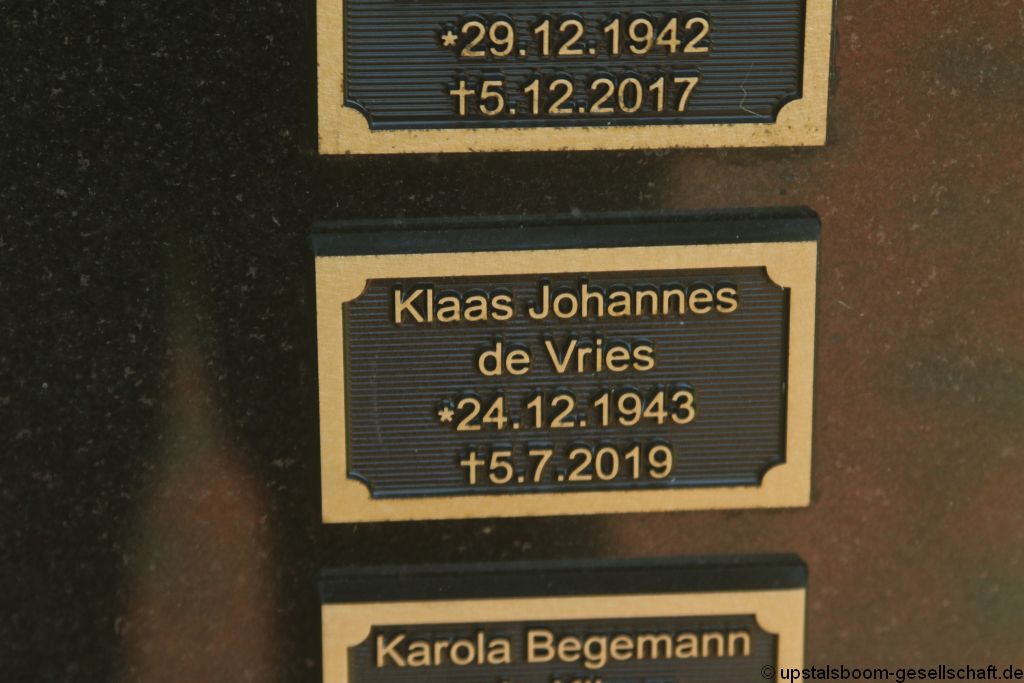 *29.12.1942
†5.12.2017
Klaas Johannes
de Vries
*24.12.1943
†5.7.2019
Karola Begemann
© upstalsboom-gesellschaft.de